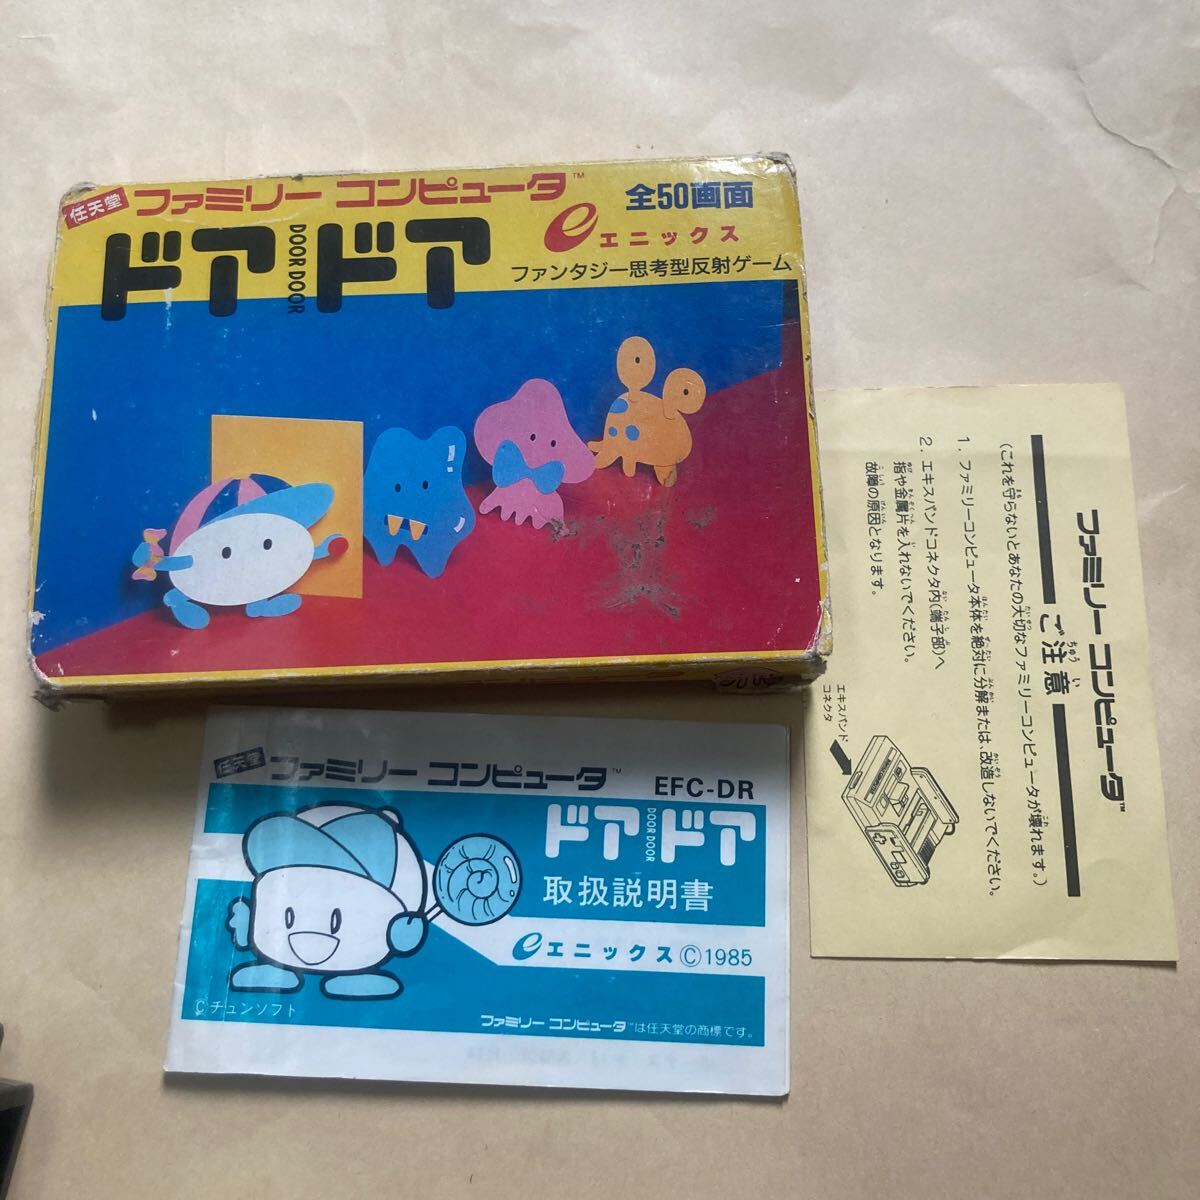 任天堂
ファミリー コンピュータ™
全50画面
ドアドア
DOOR DOOR
eエニックス
ファンタジー思考型反射ゲーム
任天堂
ファミリー コンピュータ™
EFC-DR
ドアドア
DOOR DOOR
取扱説明書
eエニックス©1985
©チュンソフト
ファミリー コンピュータ™は任天堂の商標です。
ファミリー コンピュータ™
ちゅう い
ご注意
(これを守らないとあなたの大切なファミリーコンピュータが壊れます。)
1. ファミリーコンピュータ本体を絶対に分解または、改造しないでください。
2. エキスパンドコネクタ内(端子部)へ
指や金属片を入れないでください。
故障の原因となります。
エキスパンド
コネクタ